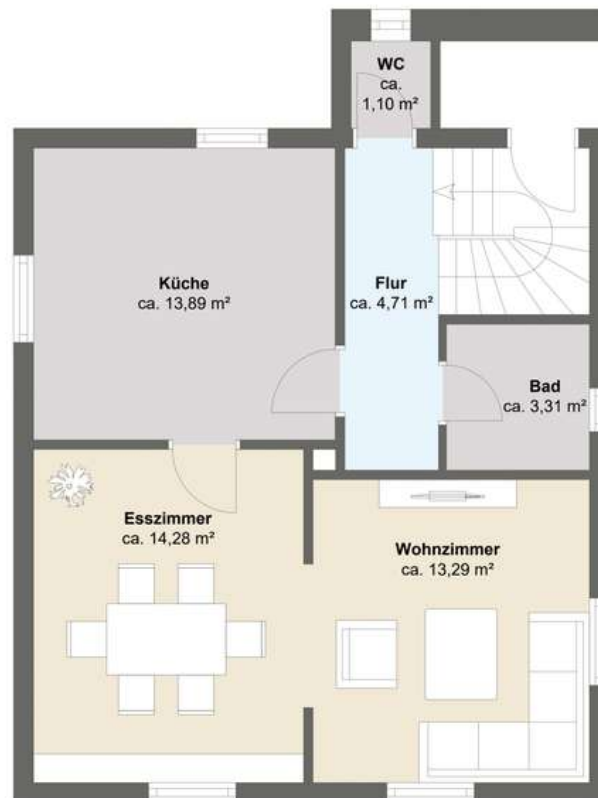 WC
ca.
1,10 m²
Küche
ca. 13,89 m²
Flur
ca. 4,71 m²
Bad
ca. 3,31 m²
Esszimmer
ca. 14,28 m²
Wohnzimmer
ca. 13,29 m²